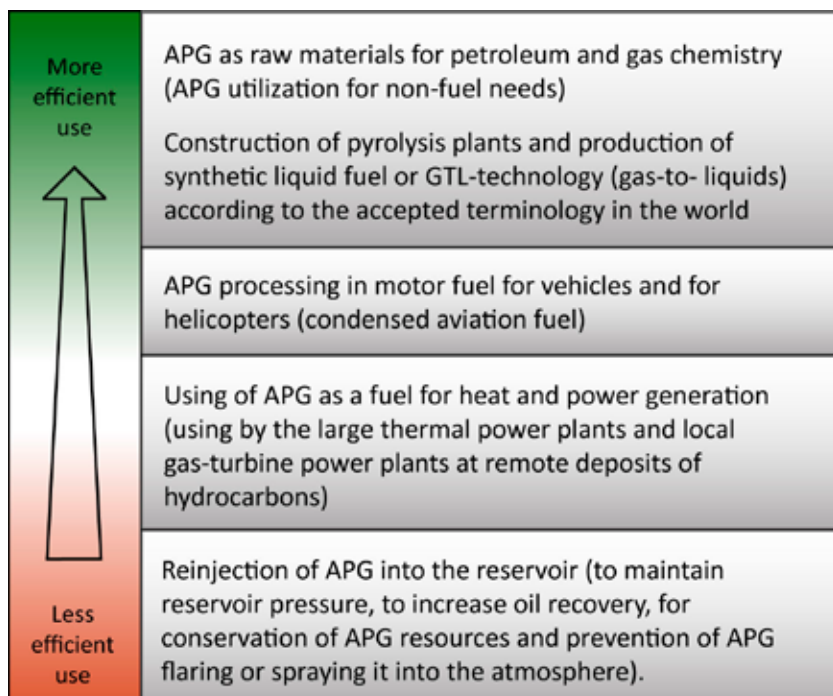 More
efficient
use
APG as raw materials for petroleum and gas chemistry
(APG utilization for non-fuel needs)
Construction of pyrolysis plants and production of
synthetic liquid fuel or GTL-technology (gas-to- liquids)
according to the accepted terminology in the world
APG processing in motor fuel for vehicles and for
helicopters (condensed aviation fuel)
Using of APG as a fuel for heat and power generation
(using by the large thermal power plants and local
gas-turbine power plants at remote deposits of
hydrocarbons)
Less
efficient
use
Reinjection of APG into the reservoir (to maintain
reservoir pressure, to increase oil recovery, for
conservation of APG resources and prevention of APG
flaring or spraying it into the atmosphere).